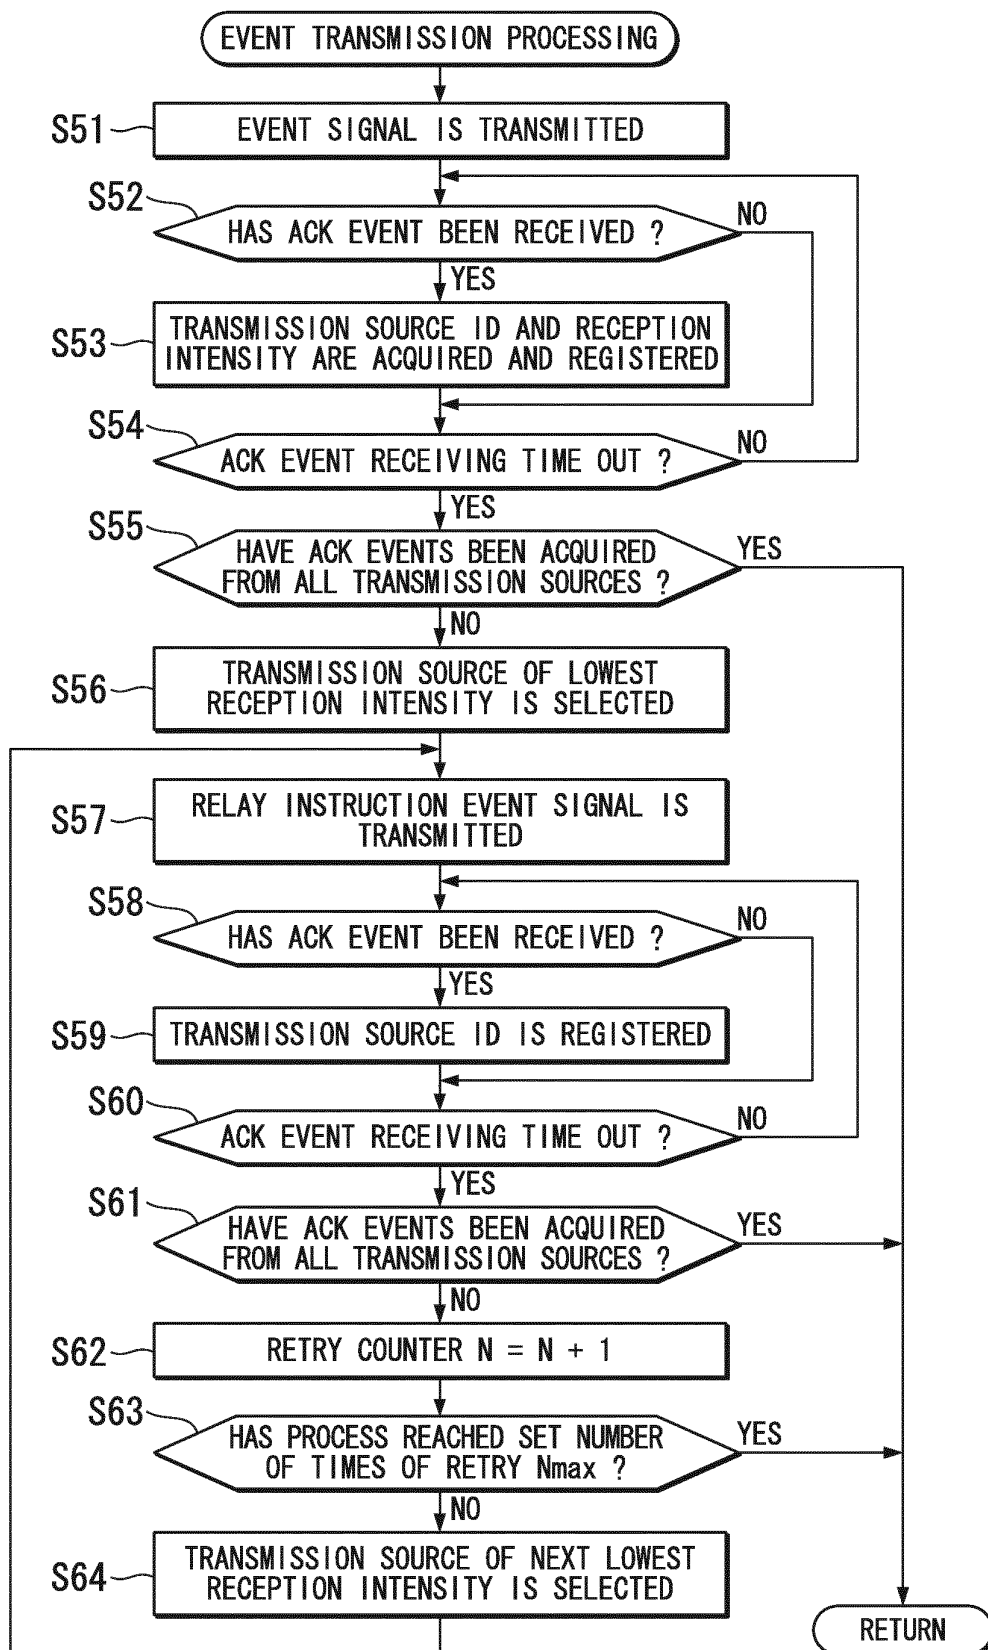 EVENT TRANSMISSION PROCESSING
S51
EVENT SIGNAL IS TRANSMITTED
S52
HAS ACK EVENT BEEN RECEIVED ?
NO
YES
S53
TRANSMISSION SOURCE ID AND RECEPTION
INTENSITY ARE ACQUIRED AND REGISTERED
S54
ACK EVENT RECEIVING TIME OUT ?
NO
YES
S55
HAVE ACK EVENTS BEEN ACQUIRED
FROM ALL TRANSMISSION SOURCES ?
YES
NO
S56
TRANSMISSION SOURCE OF LOWEST
RECEPTION INTENSITY IS SELECTED
S57
RELAY INSTRUCTION EVENT SIGNAL IS
TRANSMITTED
S58
HAS ACK EVENT BEEN RECEIVED ?
NO
YES
S59
TRANSMISSION SOURCE ID IS REGISTERED
S60
ACK EVENT RECEIVING TIME OUT ?
NO
YES
S61
HAVE ACK EVENTS BEEN ACQUIRED
FROM ALL TRANSMISSION SOURCES ?
YES
NO
S62
RETRY COUNTER N = N + 1
S63
HAS PROCESS REACHED SET NUMBER
OF TIMES OF RETRY Nmax ?
YES
NO
S64
TRANSMISSION SOURCE OF NEXT LOWEST
RECEPTION INTENSITY IS SELECTED
RETURN